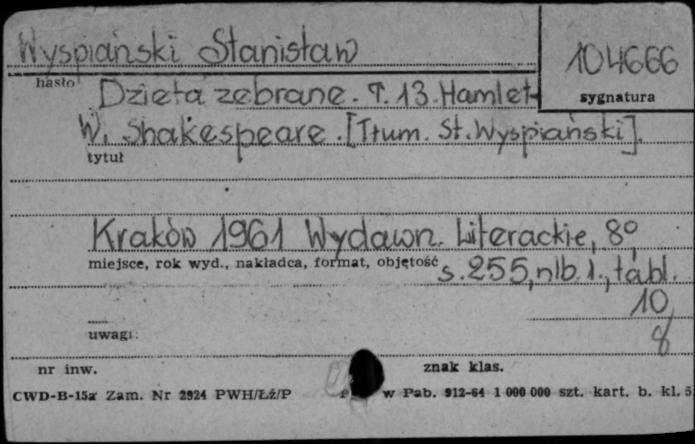 Wyspiański Stanisław
104666
hasło
sygnatura
Dzieła zebrane. T. 13. Hamlet
W. Shakespeare. [Tłum. St. Wyspiański].
tytuł
Kraków 1961 Wydawn. Literackie, 8°,
miejsce, rok wyd., nakładca, format, objętość
s. 255, nlb. 1., tabl.
10,
uwagi:
8
nr inw.
znak klas.
CWD-B-15a Zam. Nr 2924 PWH/Łź/P
w Pab. 912-64 1 000 000 szt. kart. b. kl. 5